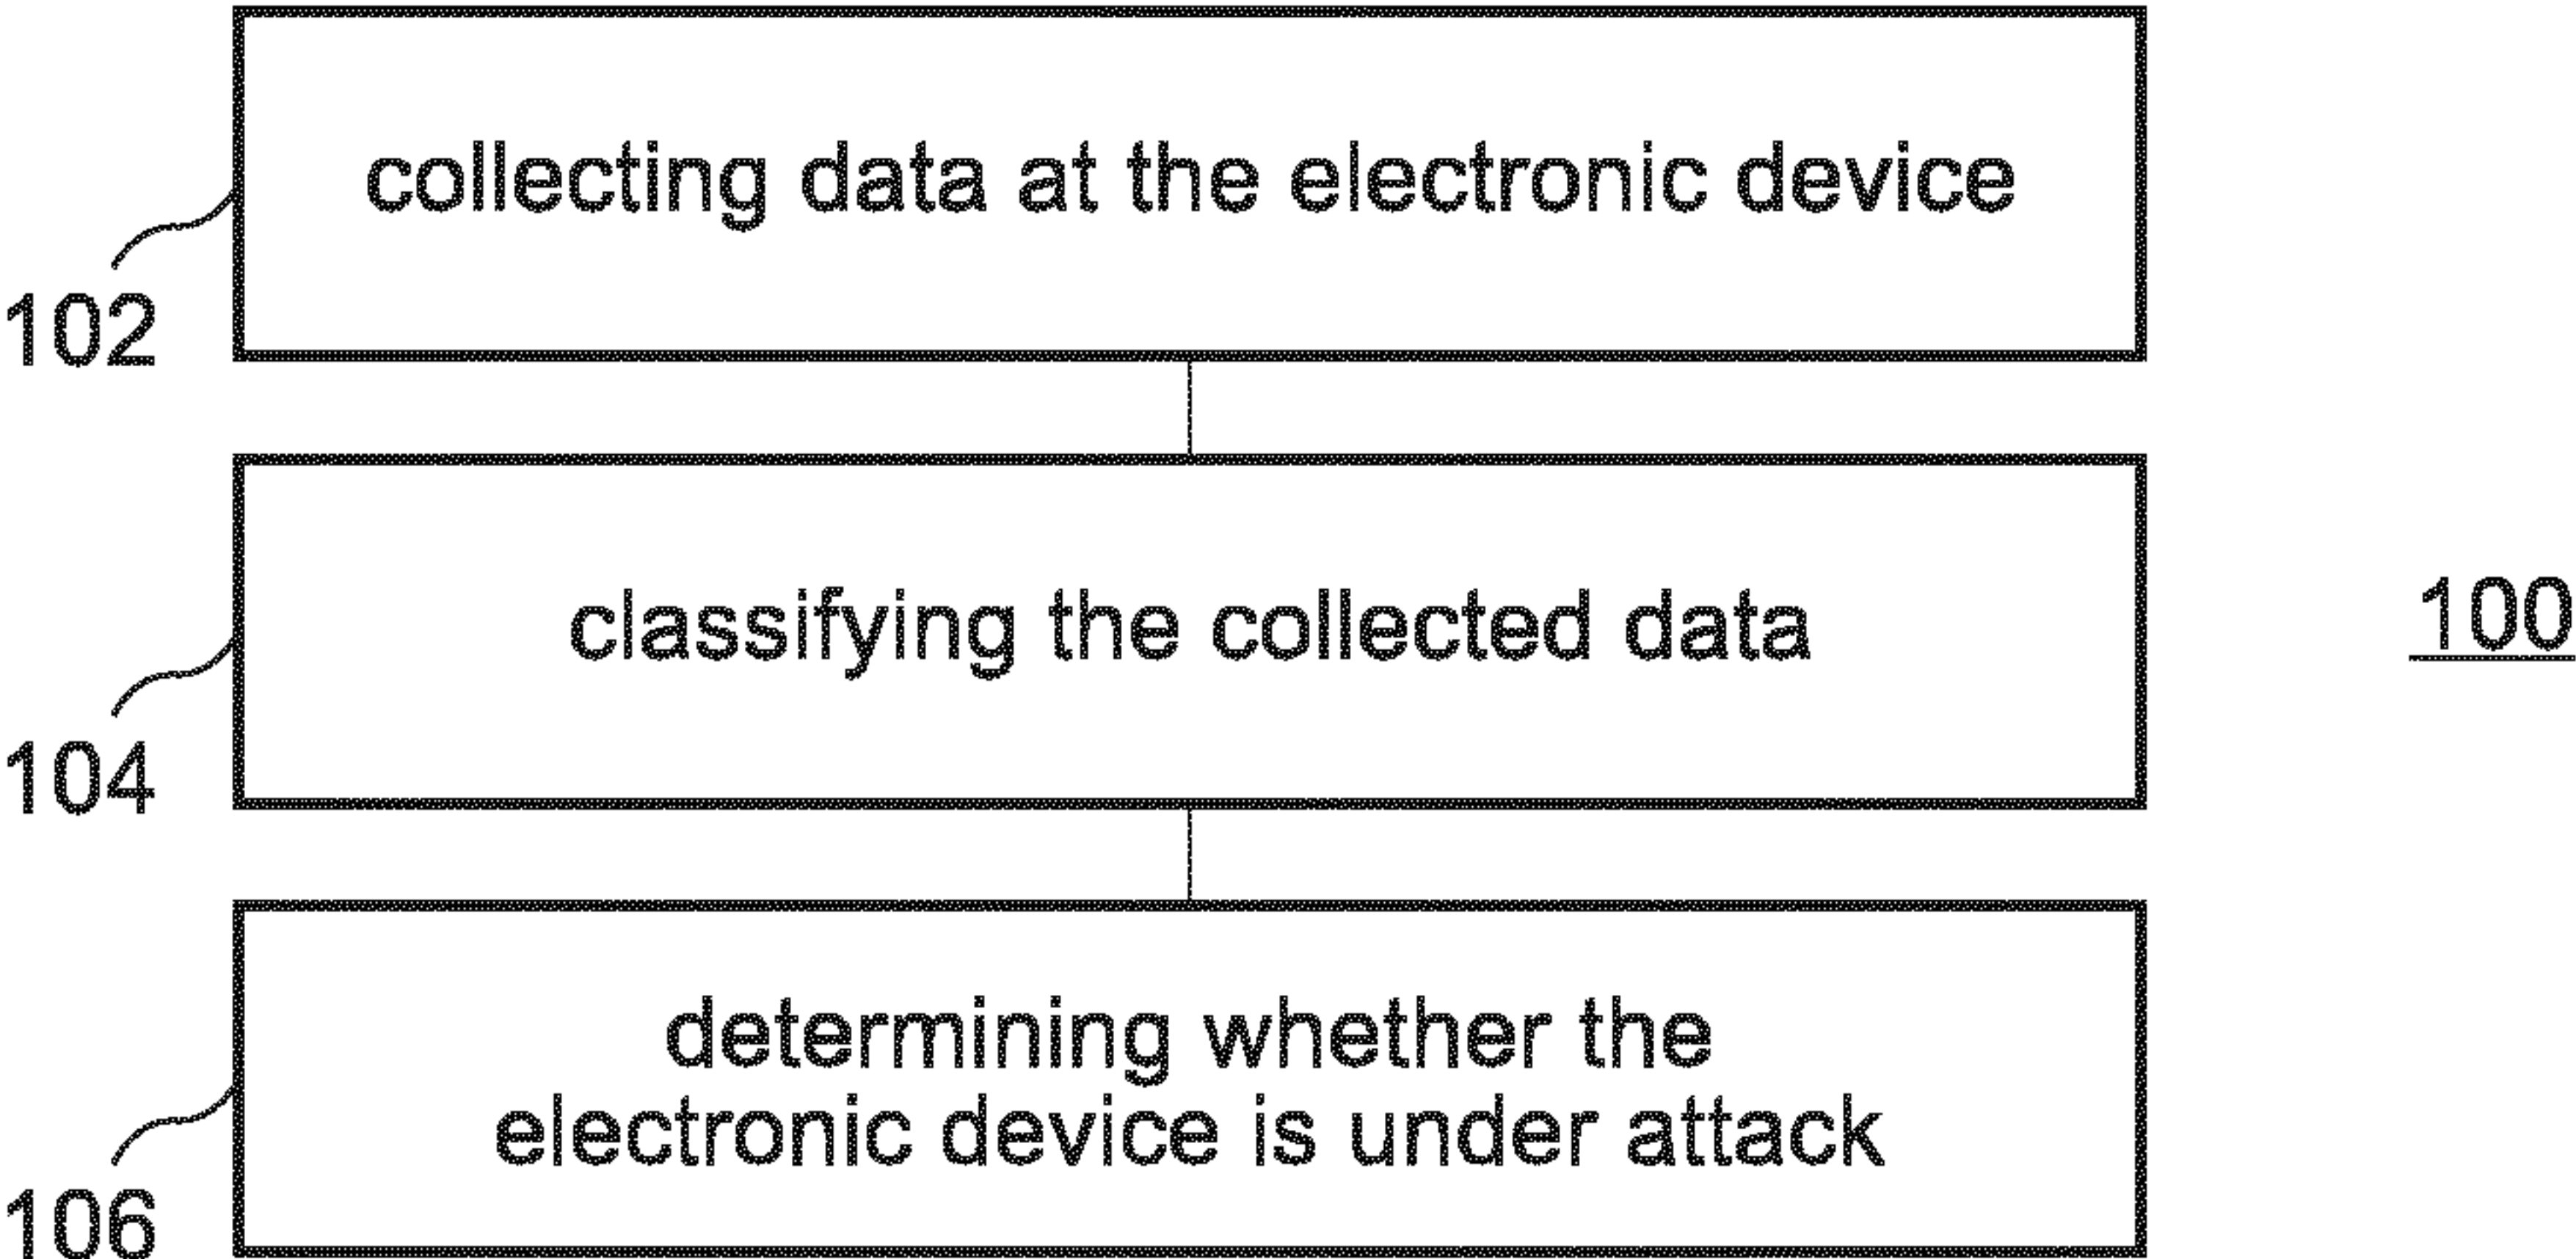 collecting data at the electronic device
102
classifying the collected data
100
104
determining whether the
electronic device is under attack
106